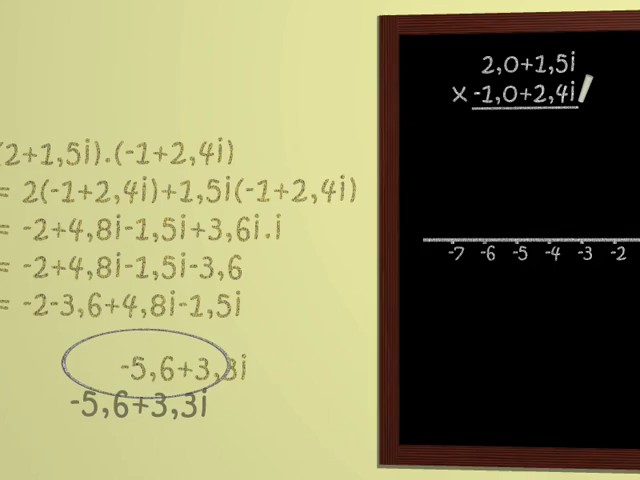 (2+1,5i).(-1+2,4i)
= 2(-1+2,4i)+1,5i(-1+2,4i)
= -2+4,8i-1,5i+3,6i.i
= -2+4,8i-1,5i-3,6
= -2-3,6+4,8i-1,5i
-5,6+3,3i
-5,6+3,3i
2,0+1,5i
x -1,0+2,4i
-7 -6 -5 -4 -3 -2